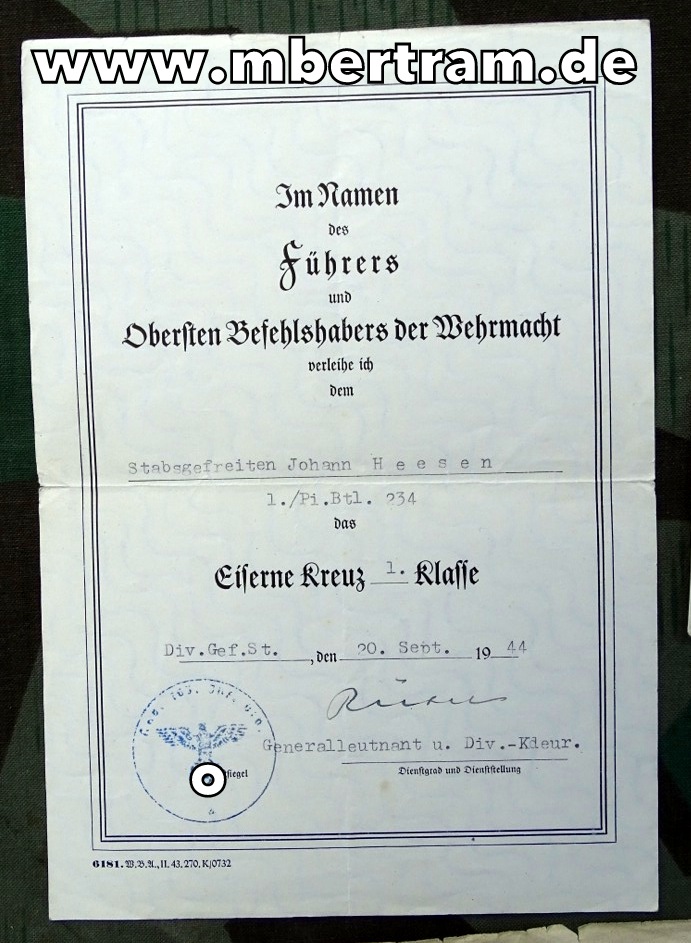 www.mbertram.de
Im Namen
des
Führers
und
Obersten Befehlshabers der Wehrmacht
verleihe ich
dem
Stabsgefreiten Johann Heesen
1./Pi.Btl. 234
das
Eiserne Kreuz 1. Klasse
Div.Gef.St., den 20. Sept. 1944
Generalleutnant u. Div.-Kdeur.
Dienstgrad und Dienststellung
6181. W.B.A., II. 43. 270. K/0732